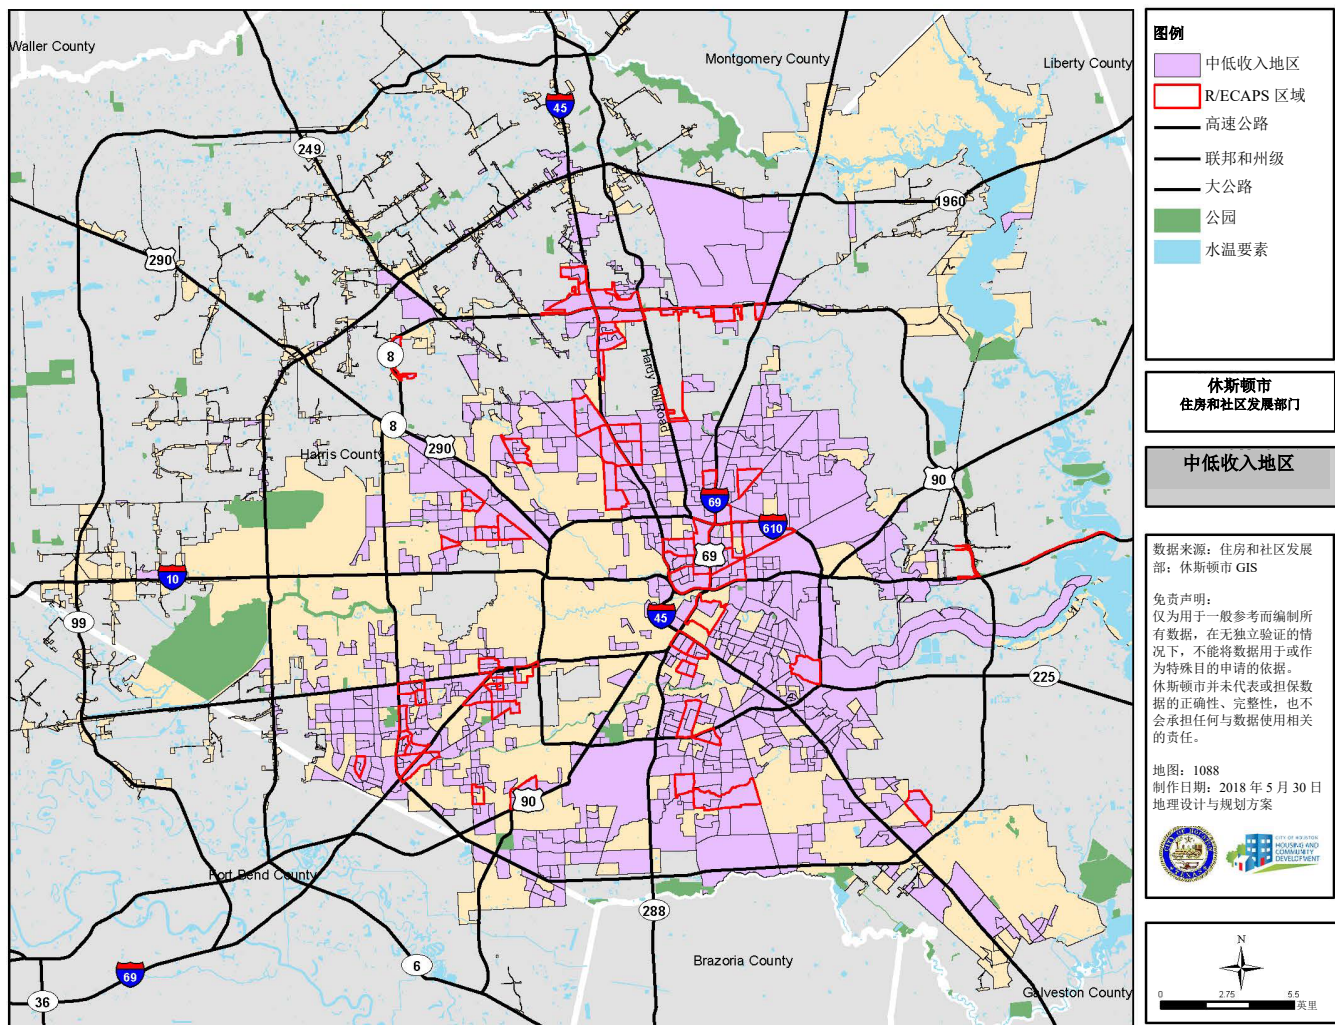 Waller County
Montgomery County
Liberty County
45
249
1960
290
8
Hardy Toll Road
8
290
Harris County
90
69
610
69
10
45
99
225
90
Fort Bend County
288
69
6
Brazoria County
36
Galveston County
图例
中低收入地区
R/ECAPS 区域
高速公路
联邦和州级
大公路
公园
水温要素
休斯顿市
住房和社区发展部门
中低收入地区
数据来源：住房和社区发展
部：休斯顿市 GIS
免责声明：
仅为用于一般参考而编制所
有数据，在无独立验证的情
况下，不能将数据用于或作
为特殊目的申请的依据。
休斯顿市并未代表或担保数
据的正确性、完整性，也不
会承担任何与数据使用相关
的责任。
地图：1088
制作日期：2018 年 5 月 30 日
地理设计与规划方案
CITY OF HOUSTON
HOUSING AND
COMMUNITY
DEVELOPMENT
N
0 2.75 5.5
英里